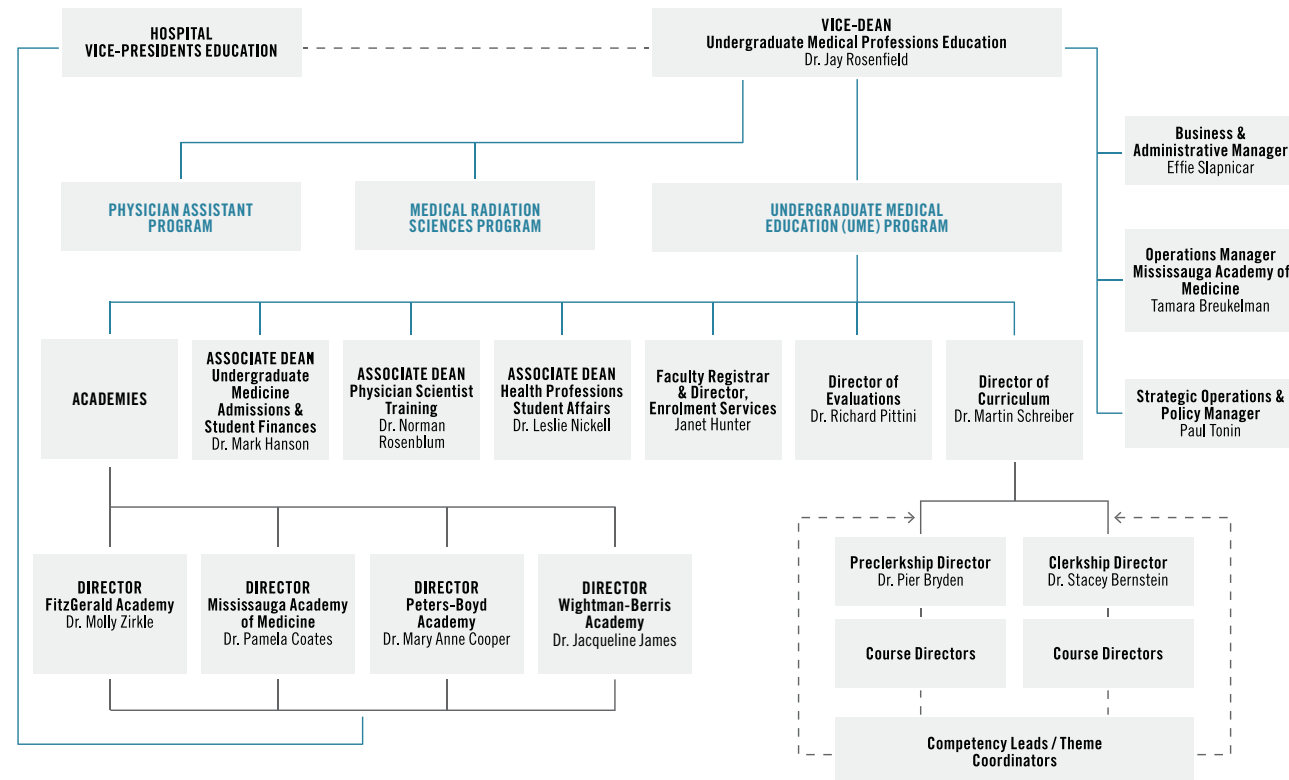 HOSPITAL
VICE-PRESIDENTS EDUCATION
VICE-DEAN
Undergraduate Medical Professions Education
Dr. Jay Rosenfield
Business &
Administrative Manager
Effie Slapnicar
PHYSICIAN ASSISTANT
PROGRAM
MEDICAL RADIATION
SCIENCES PROGRAM
UNDERGRADUATE MEDICAL
EDUCATION (UME) PROGRAM
Operations Manager
Mississauga Academy of
Medicine
Tamara Breukelman
ACADEMIES
ASSOCIATE DEAN
Undergraduate
Medicine
Admissions &
Student Finances
Dr. Mark Hanson
ASSOCIATE DEAN
Physician Scientist
Training
Dr. Norman
Rosenblum
ASSOCIATE DEAN
Health Professions
Student Affairs
Dr. Leslie Nickell
Faculty Registrar
& Director,
Enrolment Services
Janet Hunter
Director of
Evaluations
Dr. Richard Pittini
Director of
Curriculum
Dr. Martin Schreiber
Strategic Operations &
Policy Manager
Paul Tonin
DIRECTOR
FitzGerald Academy
Dr. Molly Zirkle
DIRECTOR
Mississauga Academy
of Medicine
Dr. Pamela Coates
DIRECTOR
Peters-Boyd
Academy
Dr. Mary Anne Cooper
DIRECTOR
Wightman-Berris
Academy
Dr. Jacqueline James
Preclerkship Director
Dr. Pier Bryden
Clerkship Director
Dr. Stacey Bernstein
Course Directors
Course Directors
Competency Leads / Theme
Coordinators